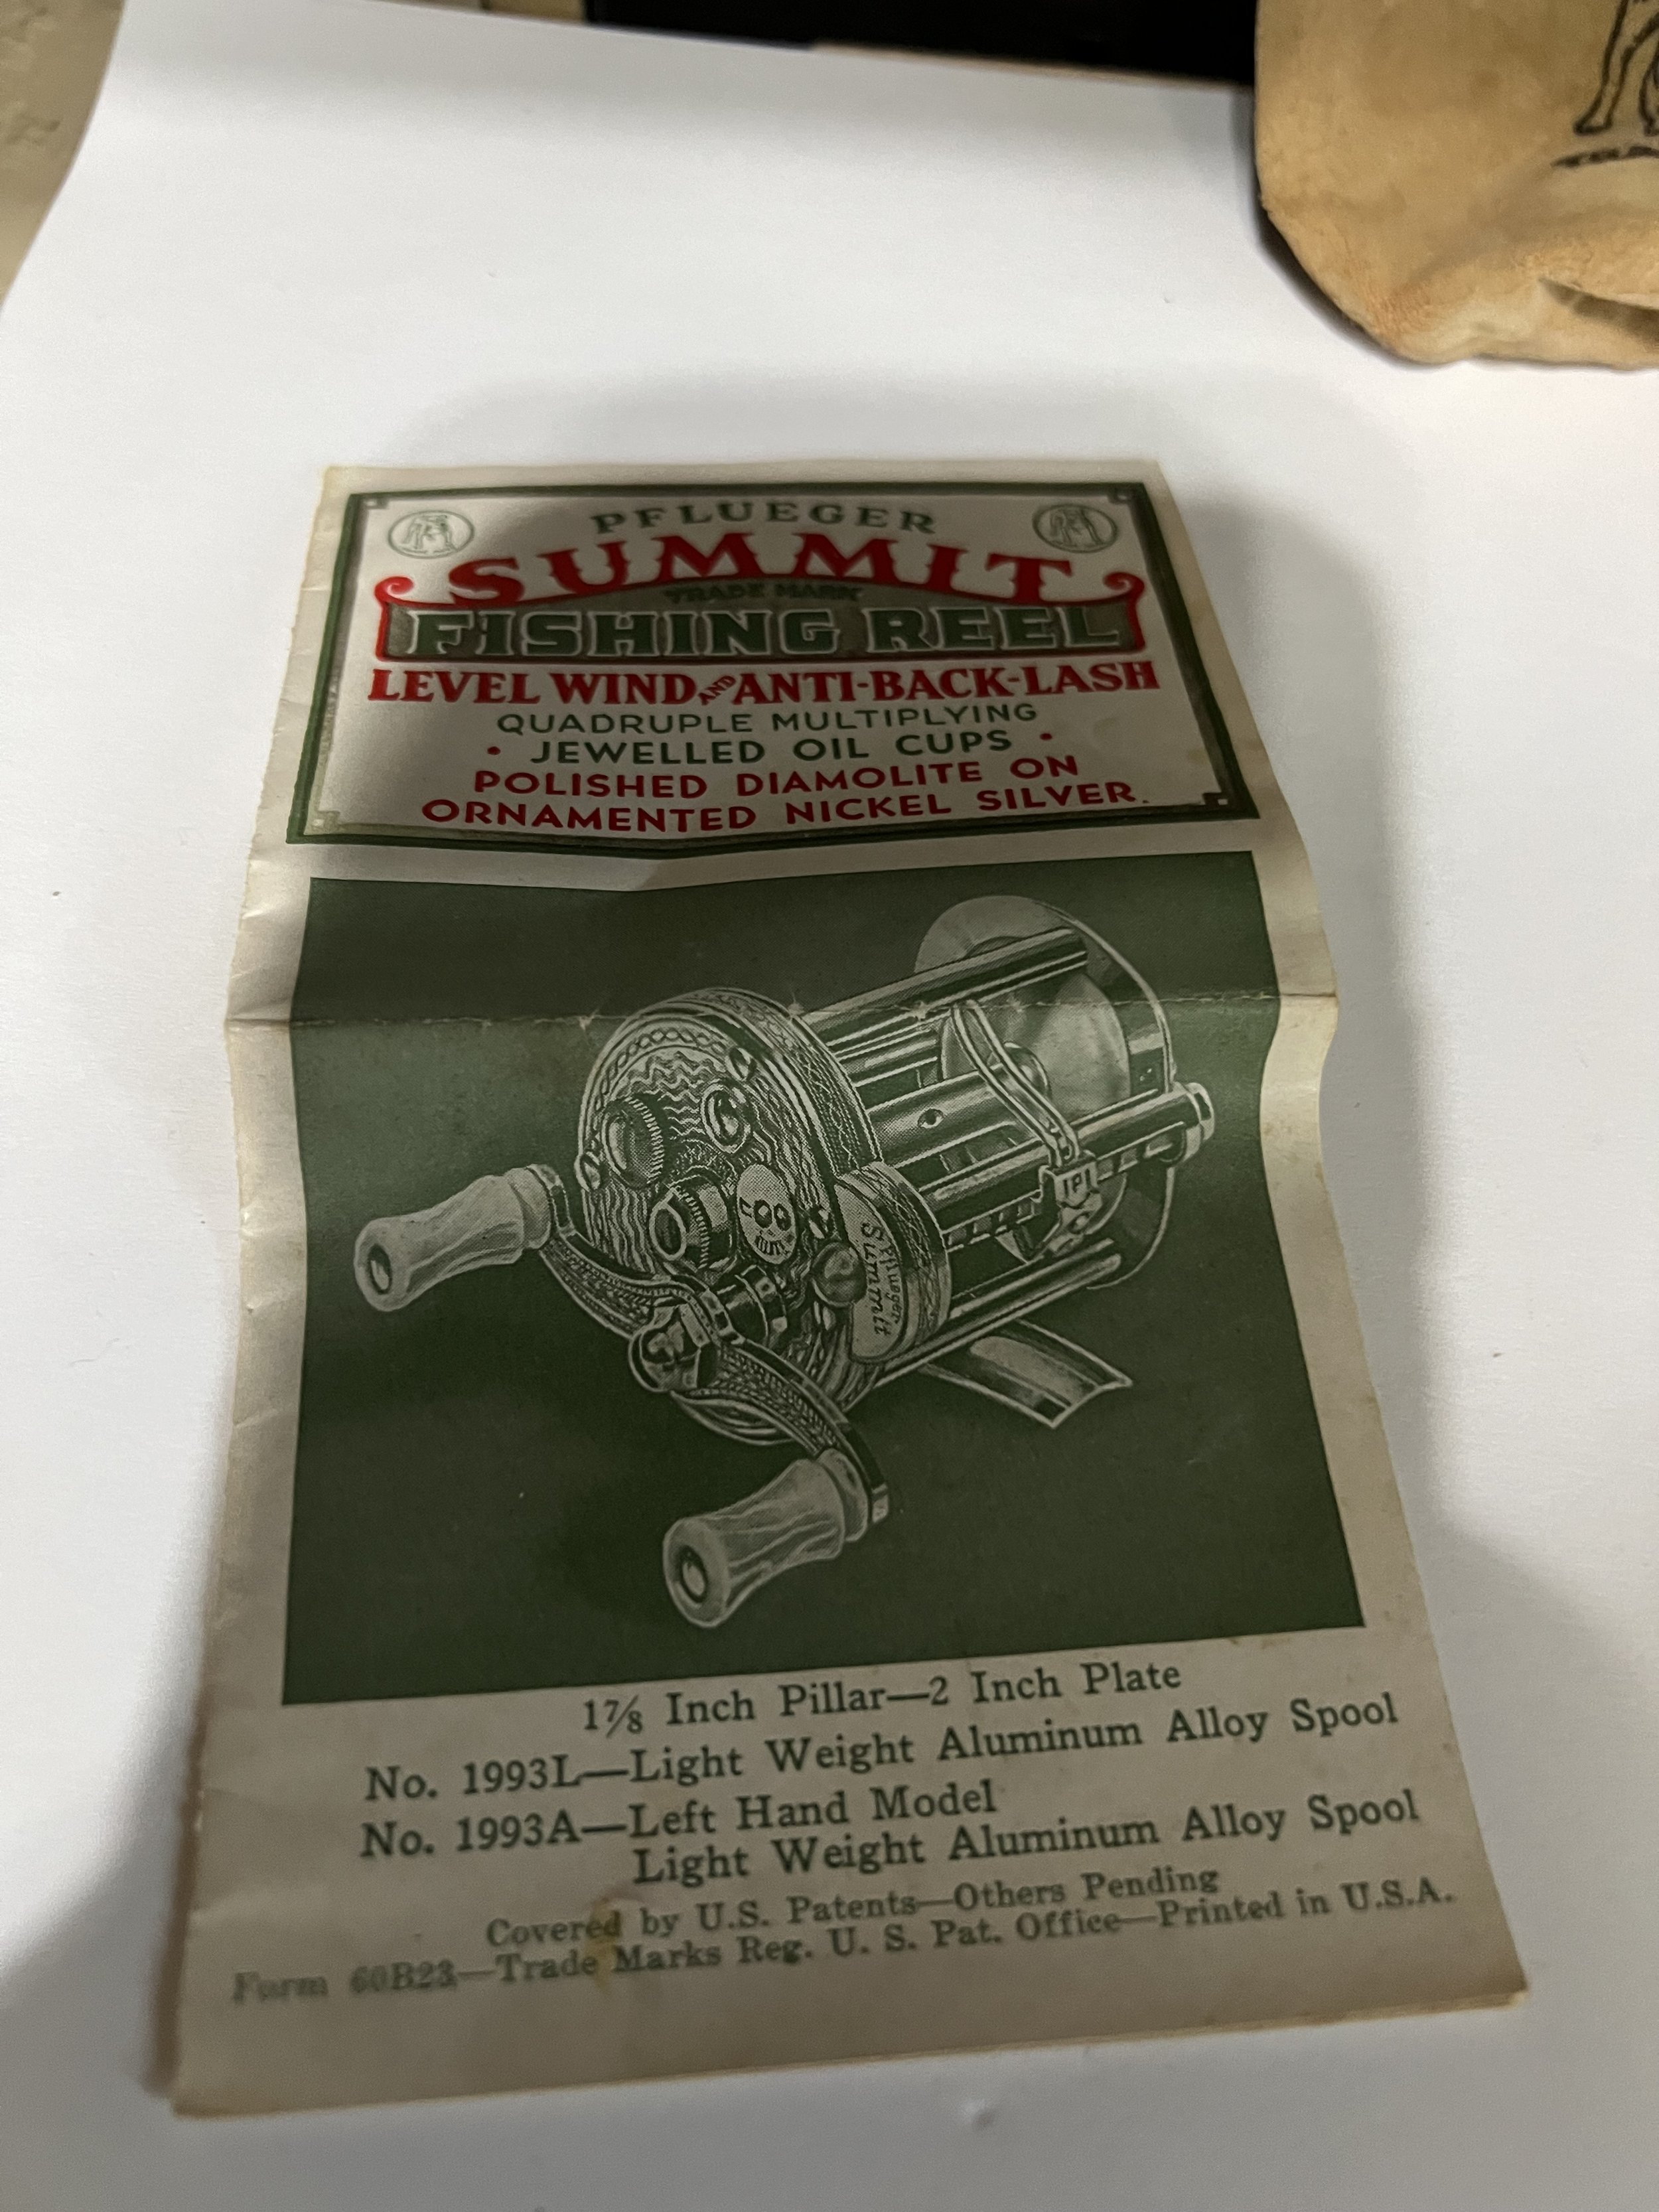 PFLUEGER
SUMMIT
TRADE MARK
FISHING REEL
LEVEL WIND AND ANTI-BACK-LASH
QUADRUPLE MULTIPLYING
• JEWELLED OIL CUPS •
POLISHED DIAMOLITE ON
ORNAMENTED NICKEL SILVER.
Pflueger
Summit
1⅞ Inch Pillar—2 Inch Plate
No. 1993L—Light Weight Aluminum Alloy Spool
No. 1993A—Left Hand Model
Light Weight Aluminum Alloy Spool
Covered by U.S. Patents—Others Pending
Form 60B23—Trade Marks Reg. U. S. Pat. Office—Printed in U.S.A.